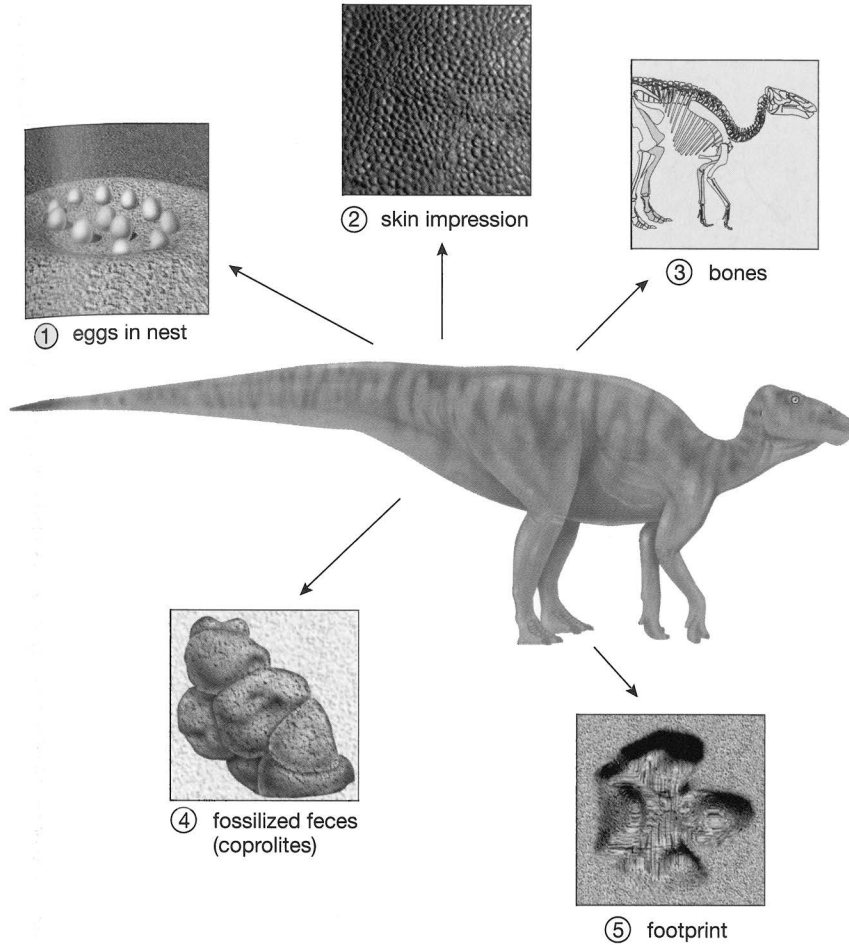 ① eggs in nest
② skin impression
③ bones
④ fossilized feces
(coprolites)
⑤ footprint